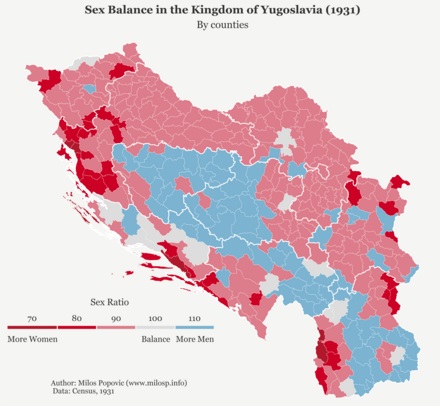 Sex Balance in the Kingdom of Yugoslavia (1931)
By counties
Sex Ratio
70 80 90 100 110
More Women Balance More Men
Author: Milos Popovic (www.milosp.info)
Data: Census, 1931